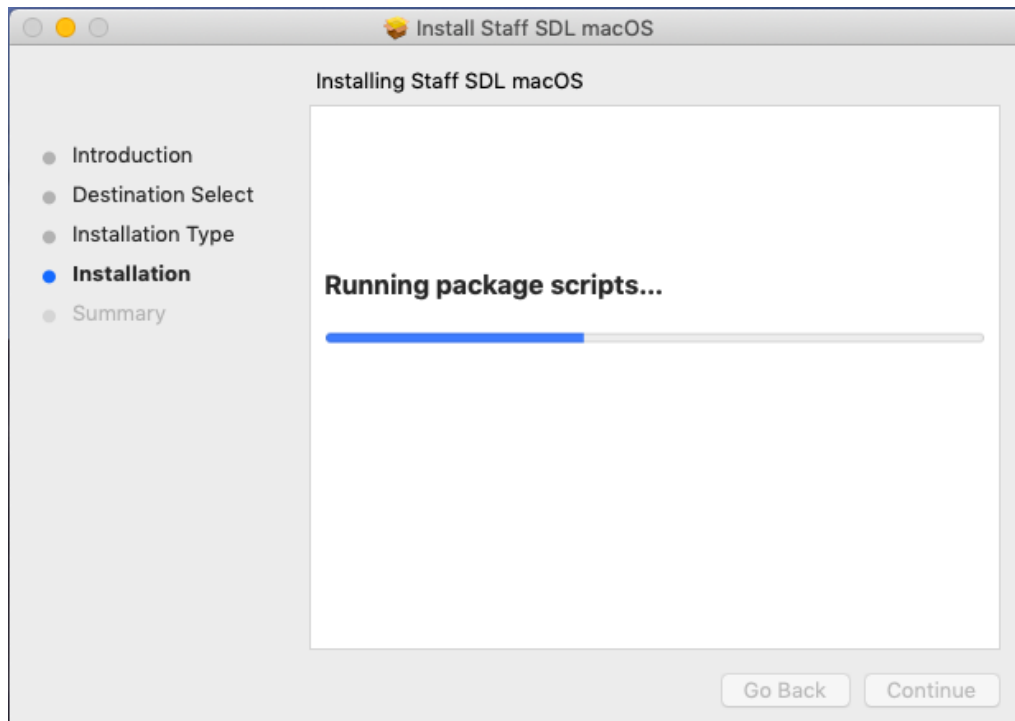 Install Staff SDL macOS
Installing Staff SDL macOS
Introduction
Destination Select
Installation Type
Installation
Summary
Running package scripts...
Go Back
Continue